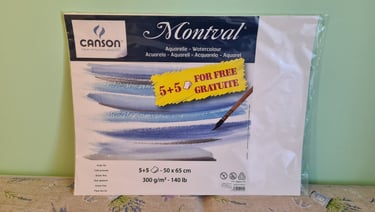 CANSON
Montval
Aquarelle - Watercolour
Acuarela - Aquarell - Acquarello - Aquarel
5+5 FOR FREE
GRATUITE
5+5 - 50 x 65 cm
300 g/m² - 140 lb